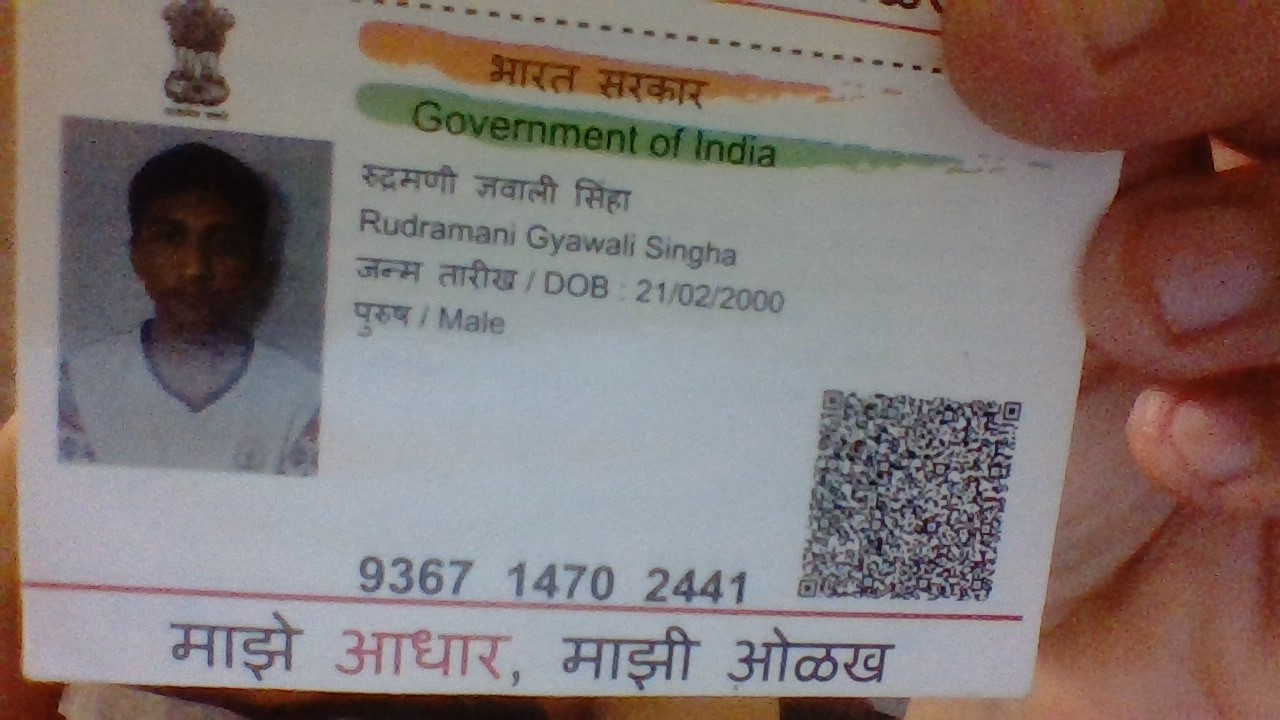 भारत सरकार
Government of India
रुद्रमणी ज्ञवाली सिंहा
Rudramani Gyawali Singha
जन्म तारीख / DOB : 21/02/2000
पुरुष / Male
9367 1470 2441
माझे आधार, माझी ओळख